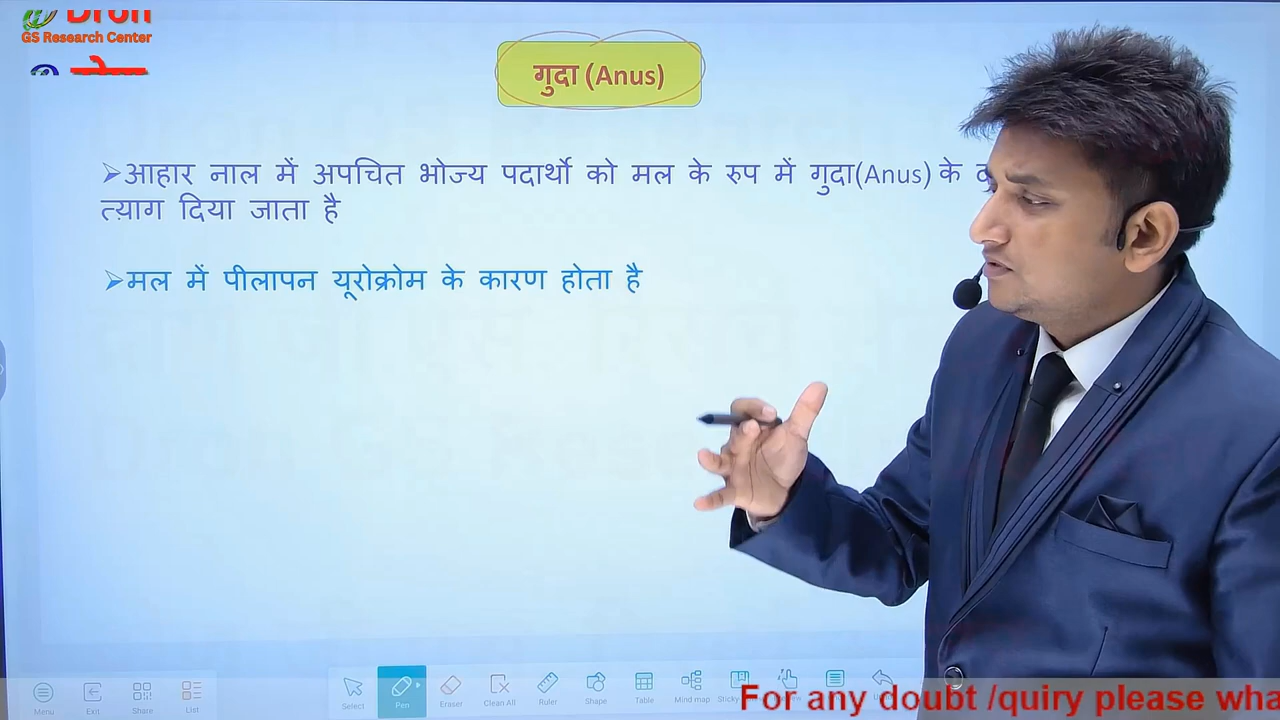 GS Research Center
गुदा (Anus)
➢आहार नाल में अपचित भोज्य पदार्थो को मल के रुप में गुदा(Anus) के
त्य़ाग दिया जाता है
➢मल में पीलापन यूरोक्रोम के कारण होता है
Menu Exit Share List Select Pen Eraser Clean All Ruler Shape Table Mind map Sticky
For any doubt /quiry please